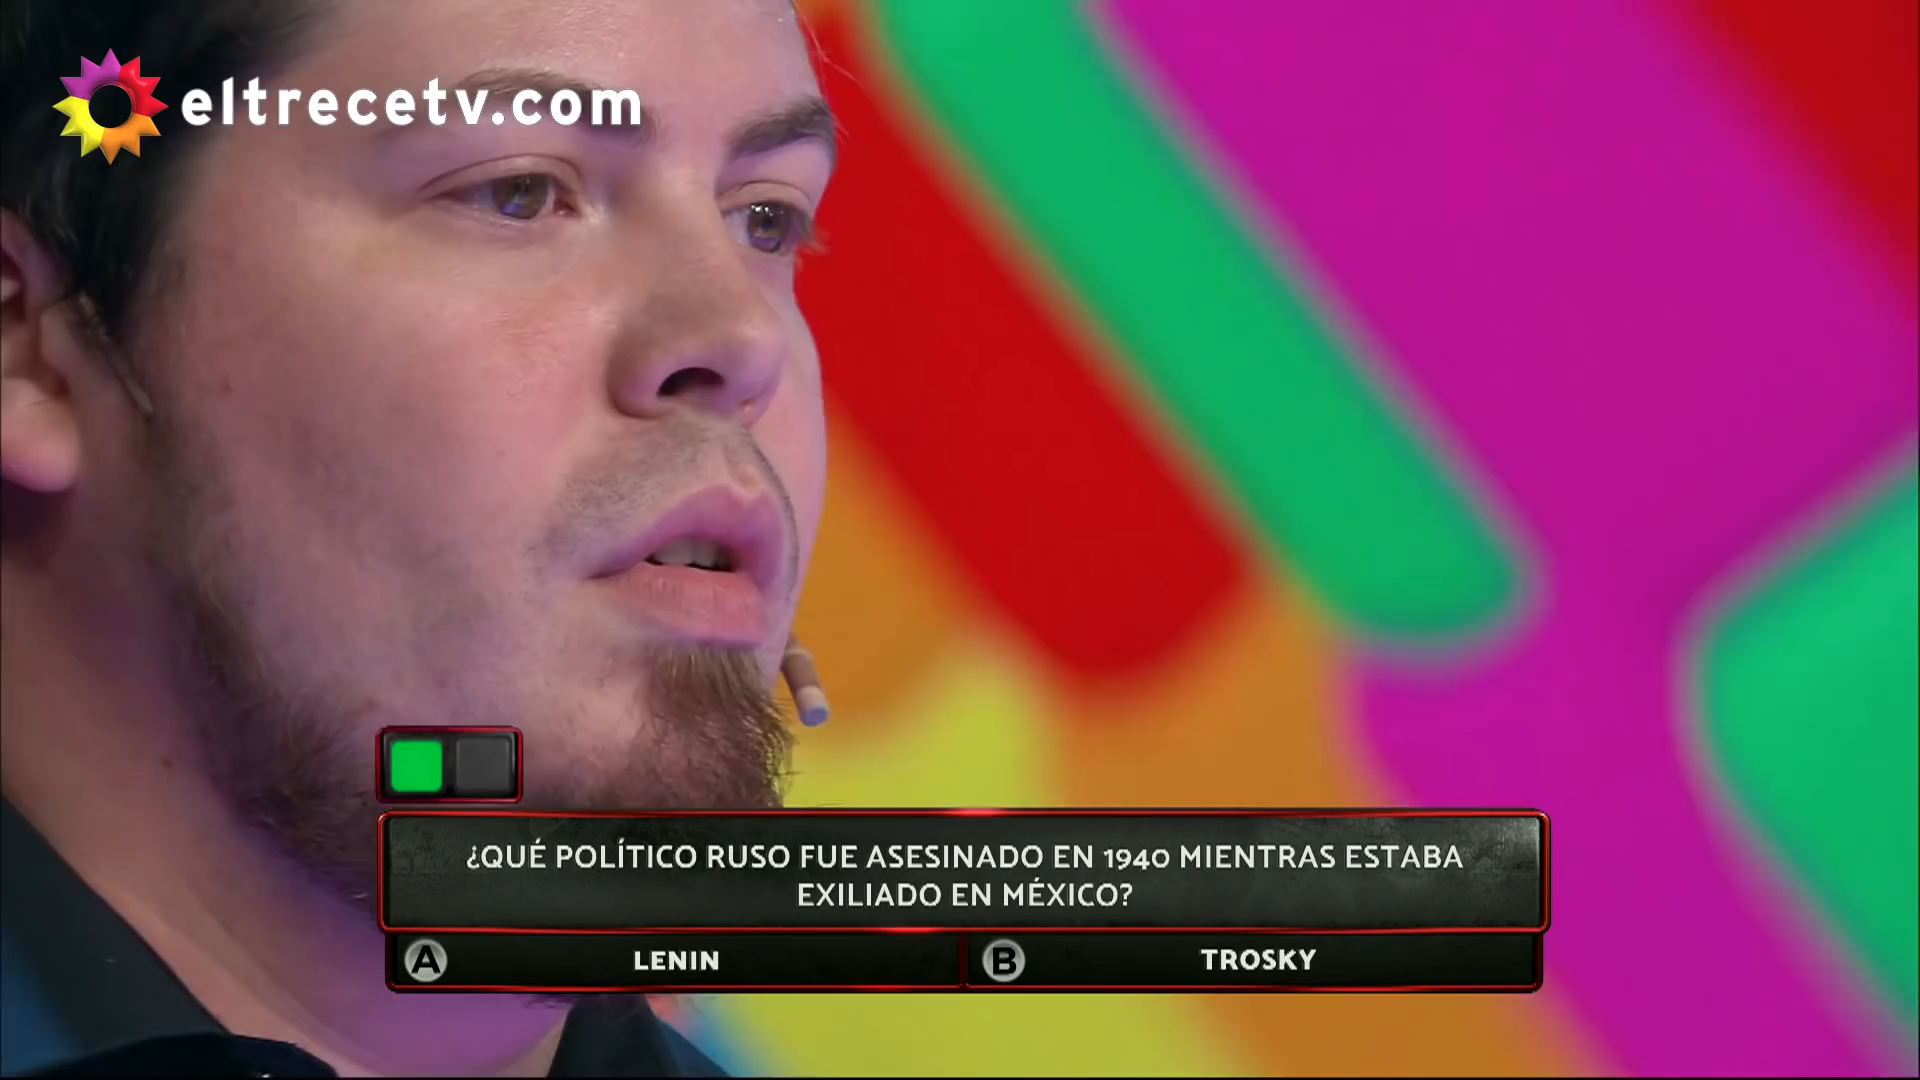 eltrecetv.com
¿QUÉ POLÍTICO RUSO FUE ASESINADO EN 1940 MIENTRAS ESTABA
EXILIADO EN MÉXICO?
A LENIN
B TROSKY